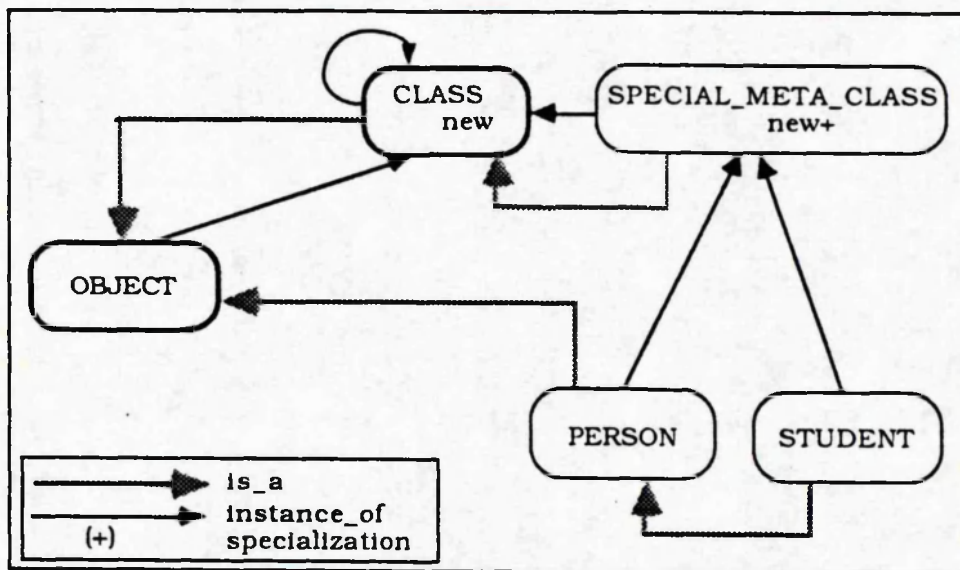 CLASS
new
SPECIAL_META_CLASS
new+
OBJECT
PERSON
STUDENT
is_a
instance_of
(+) specialization